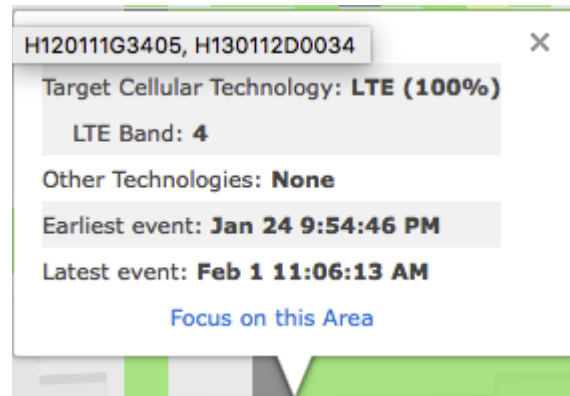 H120111G3405, H130112D0034
Target Cellular Technology: LTE (100%)
LTE Band: 4
Other Technologies: None
Earliest event: Jan 24 9:54:46 PM
Latest event: Feb 1 11:06:13 AM
Focus on this Area